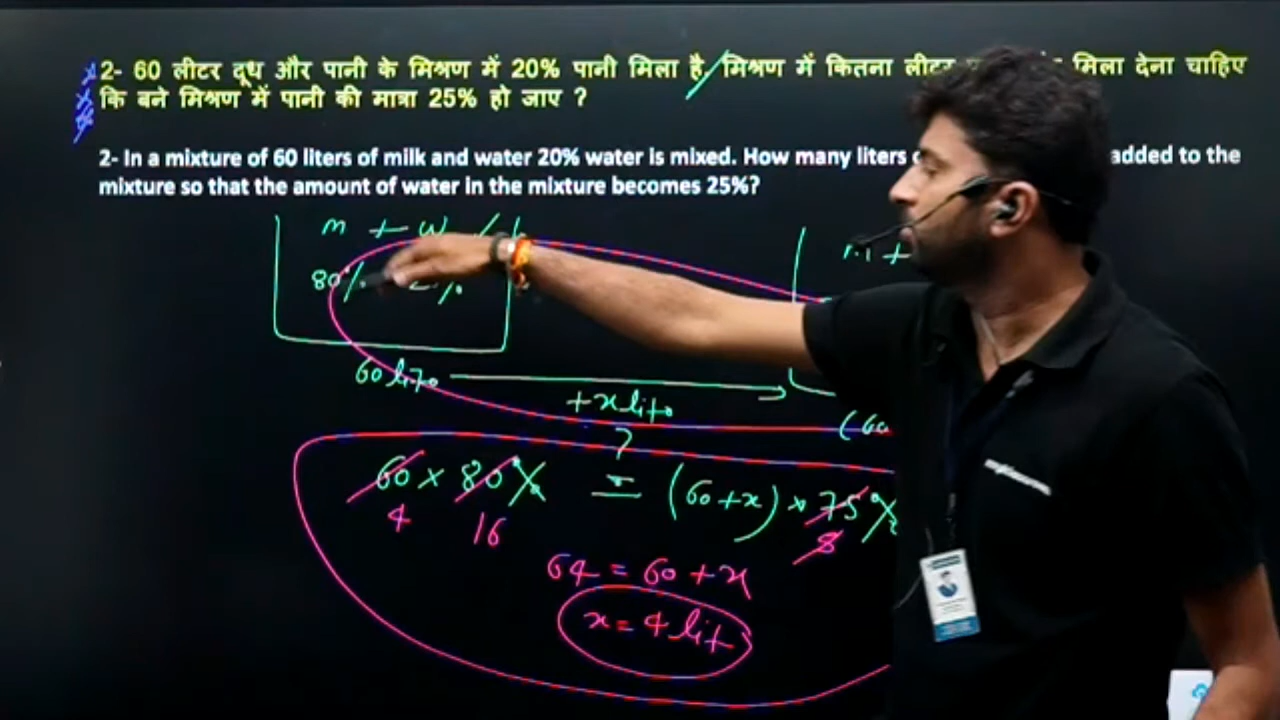 2- 60 लीटर दूध और पानी के मिश्रण में 20% पानी मिला है, मिश्रण में कितना लीटर मिला देना चाहिए
कि बने मिश्रण में पानी की मात्रा 25% हो जाए ?
2- In a mixture of 60 liters of milk and water 20% water is mixed. How many liters added to the
mixture so that the amount of water in the mixture becomes 25%?
m + w
80%
60 lit
+x lit
?
60 × 80% = (60+x) × 75%
4 16
64 = 60 + x
x = 4 lit